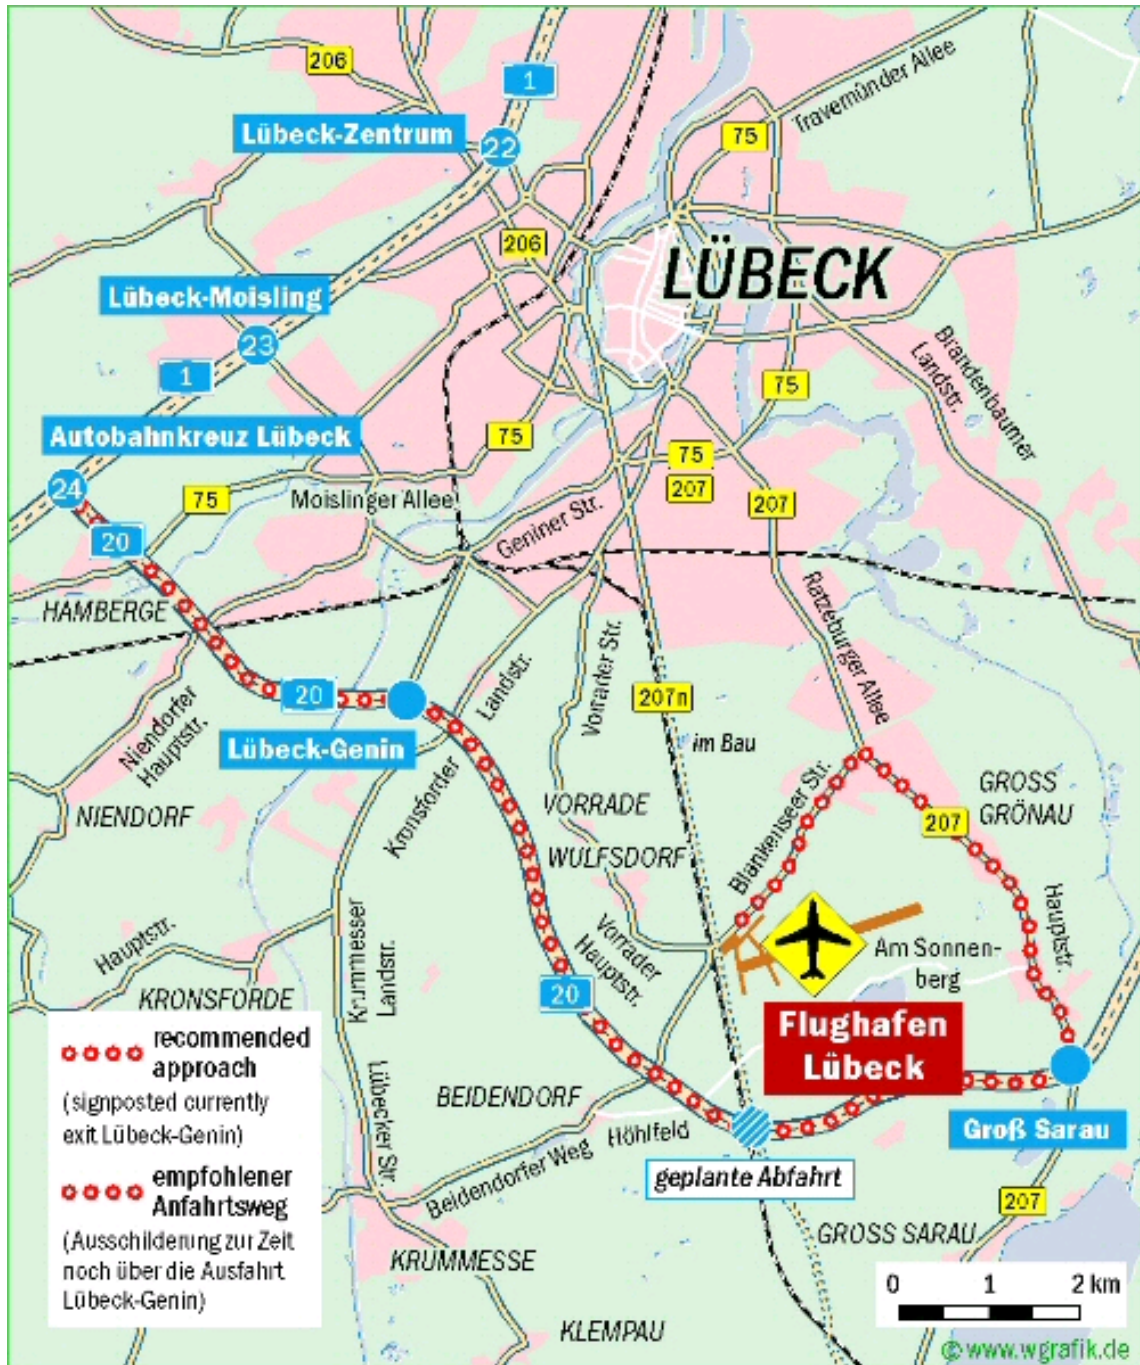 206
1
Lübeck-Zentrum
22
Travemünder Allee
75
206
LÜBECK
Lübeck-Moisling
23
1
Brandenbaumer
Landstr.
75
Autobahnkreuz Lübeck
75
75
24
75
Moislinger Allee
207
207
20
Geniner Str.
HAMBERGE
Ratzeburger Allee
Vorrader Str.
Landstr.
20
207n
Niendorfer
Hauptstr.
Lübeck-Genin
im Bau
Kronsforder
Blankenseer Str.
GROSS
GRÖNAU
NIENDORF
VORRADE
207
WULFSDORF
Hauptstr.
Hauptstr.
Krummesser
Landstr.
Vorrader
Hauptstr.
Am Sonnen-
berg
KRONSFORDE
20
Flughafen
Lübeck
recommended
approach
(signposted currently
exit Lübeck-Genin)
Lübecker Str.
BEIDENDORF
Höhlfeld
Groß Sarau
Beidendorfer Weg
geplante Abfahrt
empfohlener
Anfahrtsweg
(Ausschilderung zur Zeit
noch über die Ausfahrt
Lübeck-Genin)
207
GROSS SARAU
KRUMMESSE
0 1 2 km
KLEMPAU
© www.wgrafik.de